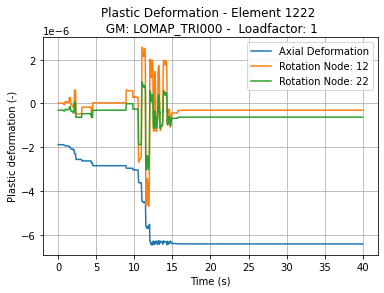 Plastic Deformation - Element 1222
GM: LOMAP_TRI000 - Loadfactor: 1
1e−6
Axial Deformation
Rotation Node: 12
Rotation Node: 22
2
0
−2
−4
−6
Plastic deformation (-)
0 5 10 15 20 25 30 35 40
Time (s)